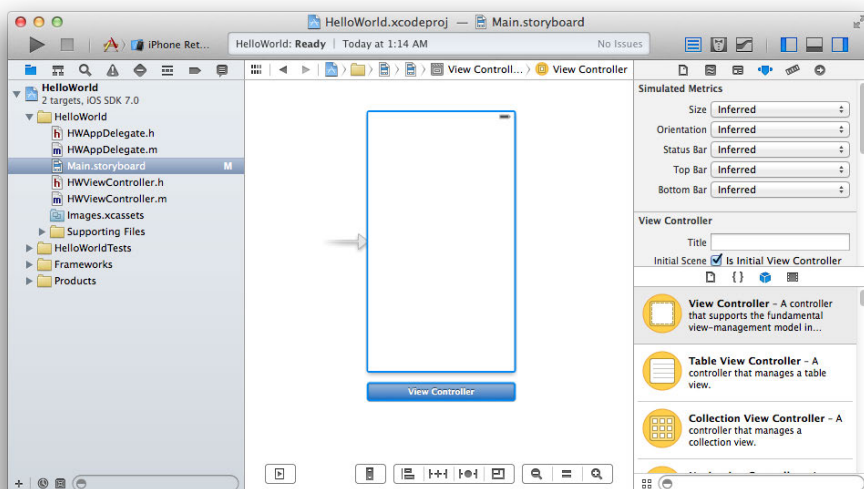 HelloWorld.xcodeproj — Main.storyboard
iPhone Ret...
HelloWorld: Ready | Today at 1:14 AM
No Issues
View Controll...
View Controller
HelloWorld
2 targets, iOS SDK 7.0
HelloWorld
HWAppDelegate.h
HWAppDelegate.m
Main.storyboard M
HWViewController.h
HWViewController.m
Images.xcassets
Supporting Files
HelloWorldTests
Frameworks
Products
View Controller
Simulated Metrics
Size Inferred
Orientation Inferred
Status Bar Inferred
Top Bar Inferred
Bottom Bar Inferred
View Controller
Title
Initial Scene Is Initial View Controller
View Controller – A controller
that supports the fundamental
view-management model in...
Table View Controller – A
controller that manages a table
view.
Collection View Controller – A
controller that manages a
collection view.